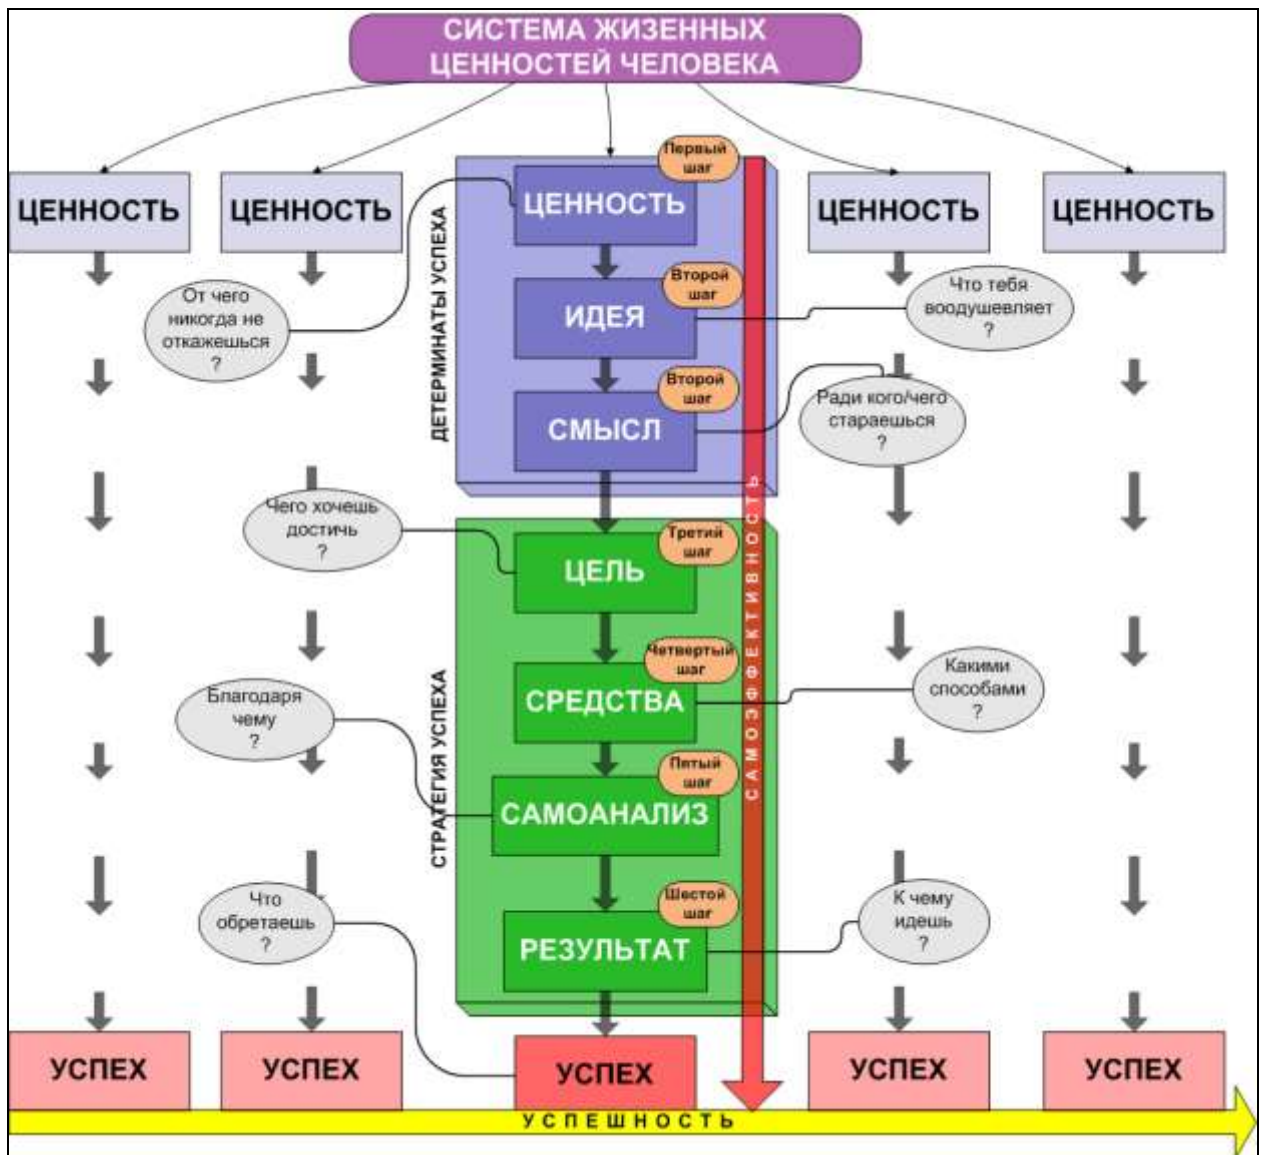 СИСТЕМА ЖИЗЕННЫХ
ЦЕННОСТЕЙ ЧЕЛОВЕКА
Первый
шаг
ЦЕННОСТЬ
ЦЕННОСТЬ
ЦЕННОСТЬ
ЦЕННОСТЬ
ЦЕННОСТЬ
ДЕТЕРМИНАТЫ УСПЕХА
От чего
никогда не
откажешься
?
Второй
шаг
ИДЕЯ
Что тебя
воодушевляет
?
Второй
шаг
СМЫСЛ
Ради кого/чего
стараешься
?
САМОЭФФЕКТИВНОСТЬ
Чего хочешь
достичь
?
Третий
шаг
ЦЕЛЬ
СТРАТЕГИЯ УСПЕХА
Четвертый
шаг
СРЕДСТВА
Какими
способами
?
Благодаря
чему
?
Пятый
шаг
САМОАНАЛИЗ
Что
обретаешь
?
Шестой
шаг
РЕЗУЛЬТАТ
К чему
идешь
?
УСПЕХ
УСПЕХ
УСПЕХ
УСПЕХ
УСПЕХ
УСПЕШНОСТЬ